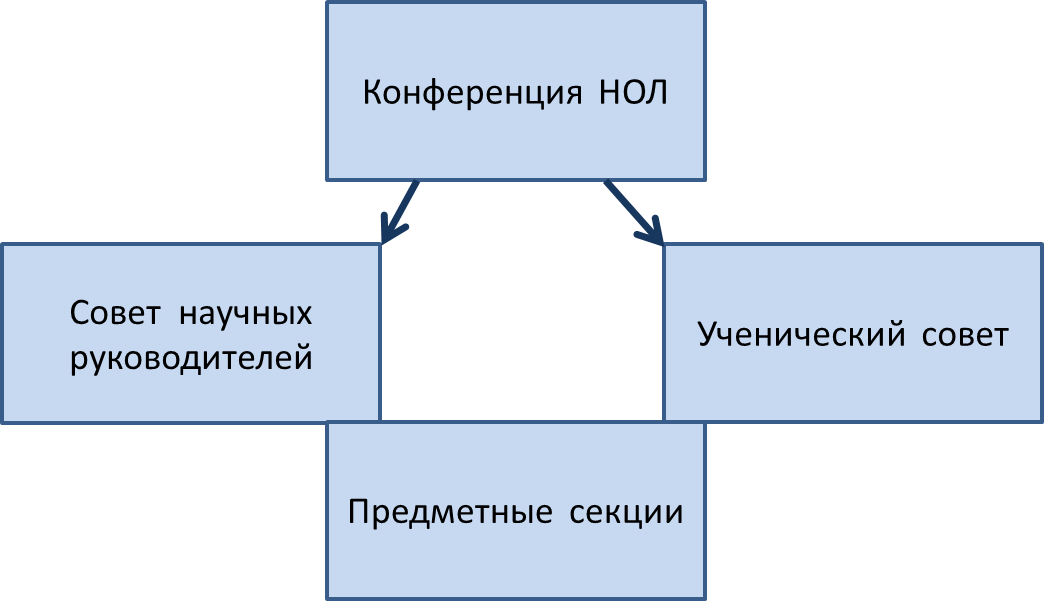 Конференция НОЛ
Совет научных
руководителей
Ученический совет
Предметные секции